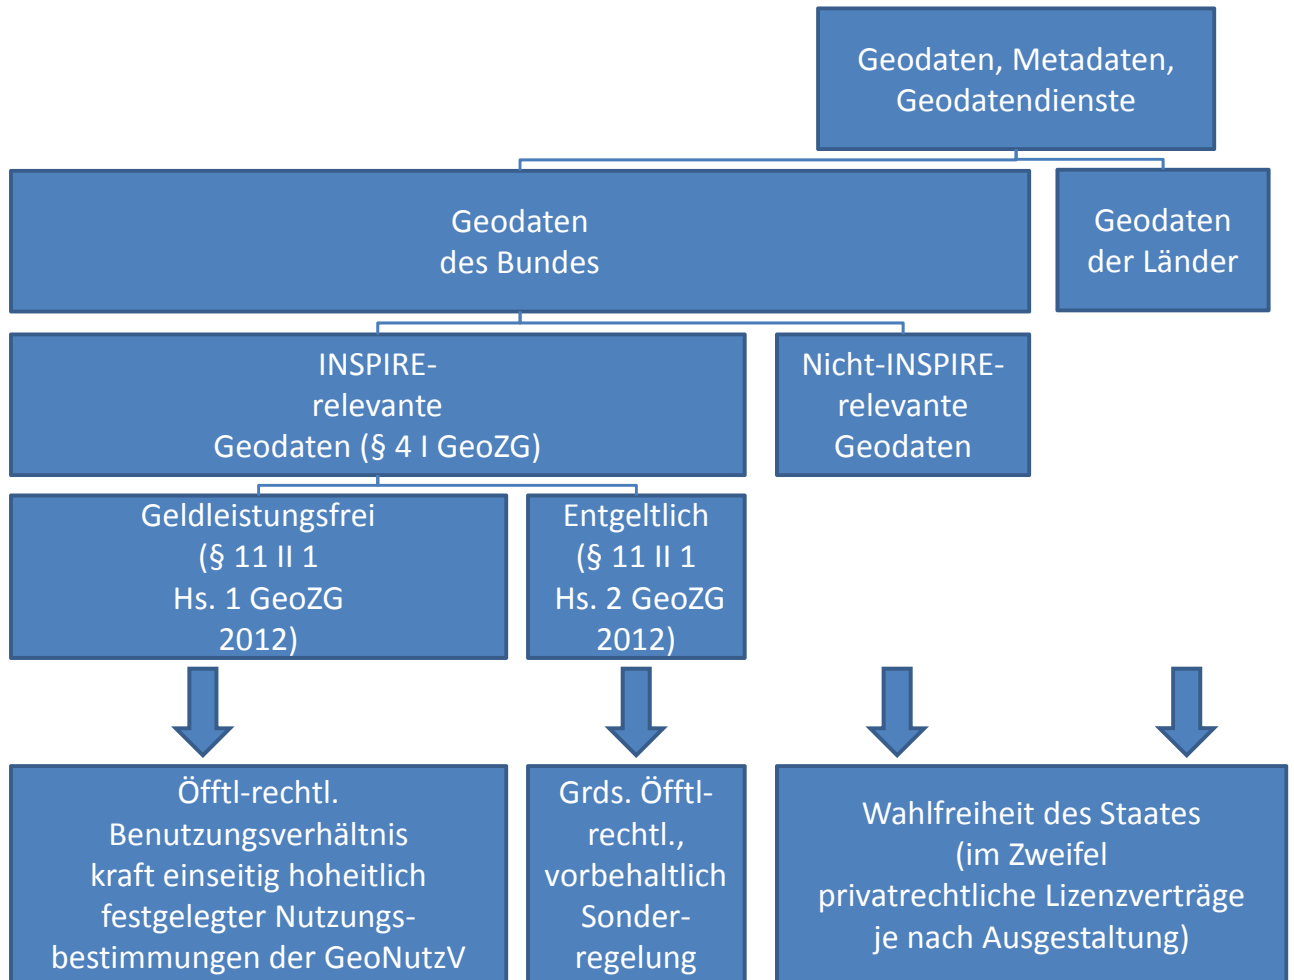 Geodaten, Metadaten,
Geodatendienste
Geodaten
des Bundes
Geodaten
der Länder
INSPIRE-
relevante
Geodaten (§ 4 I GeoZG)
Nicht-INSPIRE-
relevante
Geodaten
Geldleistungsfrei
(§ 11 II 1
Hs. 1 GeoZG
2012)
Entgeltlich
(§ 11 II 1
Hs. 2 GeoZG
2012)
Öfftl-rechtl.
Benutzungsverhältnis
kraft einseitig hoheitlich
festgelegter Nutzungs-
bestimmungen der GeoNutzV
Grds. Öfftl-
rechtl.,
vorbehaltlich
Sonder-
regelung
Wahlfreiheit des Staates
(im Zweifel
privatrechtliche Lizenzverträge
je nach Ausgestaltung)